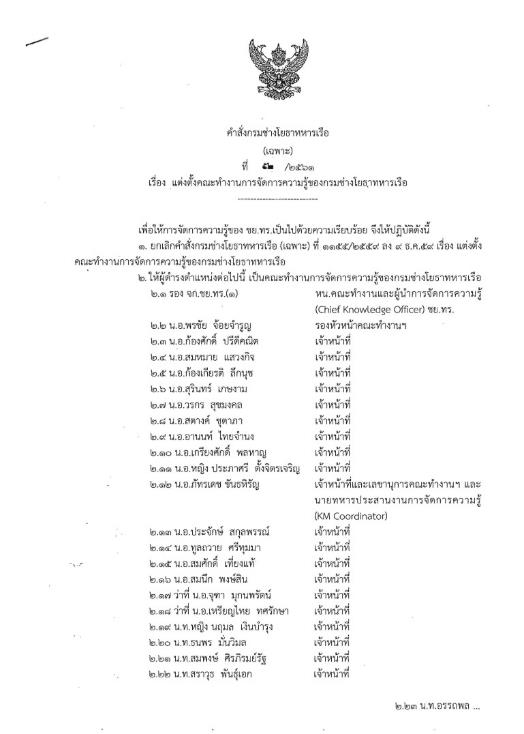 คำสั่งกรมช่างโยธาทหารเรือ
(เฉพาะ)
ที่ ๕๒ /๒๕๖๑
เรื่อง แต่งตั้งคณะทำงานการจัดการความรู้ของกรมช่างโยธาทหารเรือ
-------------------------
เพื่อให้การจัดการความรู้ของ ชย.ทร.เป็นไปด้วยความเรียบร้อย จึงให้ปฏิบัติดังนี้
๑. ยกเลิกคำสั่งกรมช่างโยธาทหารเรือ (เฉพาะ) ที่ ๑๑๕๕/๒๕๕๙ ลง ๙ ธ.ค.๕๙ เรื่อง แต่งตั้ง
คณะทำงานการจัดการความรู้ของกรมช่างโยธาทหารเรือ
๒. ให้ผู้ดำรงตำแหน่งต่อไปนี้ เป็นคณะทำงานการจัดการความรู้ของกรมช่างโยธาทหารเรือ
๒.๑ รอง จก.ชย.ทร.(๑) หน.คณะทำงานและผู้นำการจัดการความรู้
(Chief Knowledge Officer) ชย.ทร.
๒.๒ น.อ.พรชัย จ้อยจำรูญ รองหัวหน้าคณะทำงานฯ
๒.๓ น.อ.ก้องศักดิ์ ปรีดีคณิต เจ้าหน้าที่
๒.๔ น.อ.สมหมาย แสวงกิจ เจ้าหน้าที่
๒.๕ น.อ.ก้องเกียรติ ลึกนุช เจ้าหน้าที่
๒.๖ น.อ.สุรินทร์ เกษงาม เจ้าหน้าที่
๒.๗ น.อ.วรกร สุขมงคล เจ้าหน้าที่
๒.๘ น.อ.สตางค์ ชุตาภา เจ้าหน้าที่
๒.๙ น.อ.อานนท์ ไทยจำนง เจ้าหน้าที่
๒.๑๐ น.อ.เกรียงศักดิ์ พลหาญ เจ้าหน้าที่
๒.๑๑ น.อ.หญิง ประภาศรี ตั้งจิตรเจริญ เจ้าหน้าที่
๒.๑๒ น.อ.ภัทรเดช ขันธหิรัญ เจ้าหน้าที่และเลขานุการคณะทำงานฯ และ
นายทหารประสานงานการจัดการความรู้
(KM Coordinator)
๒.๑๓ น.อ.ประจักษ์ สกุลพรรณ์ เจ้าหน้าที่
๒.๑๔ น.อ.ทูลถวาย ศรีทุมมา เจ้าหน้าที่
๒.๑๕ น.อ.สมศักดิ์ เที่ยงแท้ เจ้าหน้าที่
๒.๑๖ น.อ.สมนึก พงษ์สิน เจ้าหน้าที่
๒.๑๗ ว่าที่ น.อ.จุฑา มุกนพรัตน์ เจ้าหน้าที่
๒.๑๘ ว่าที่ น.อ.เหรียญไทย ทศรักษา เจ้าหน้าที่
๒.๑๙ น.ท.หญิง นฤมล เงินบำรุง เจ้าหน้าที่
๒.๒๐ น.ท.ธนพร มั่นวิมล เจ้าหน้าที่
๒.๒๑ น.ท.สมพงษ์ ศิรภิรมย์รัฐ เจ้าหน้าที่
๒.๒๒ น.ท.สราวุธ พันธุ์เอก เจ้าหน้าที่
๒.๒๓ น.ท.อรรถพล ...